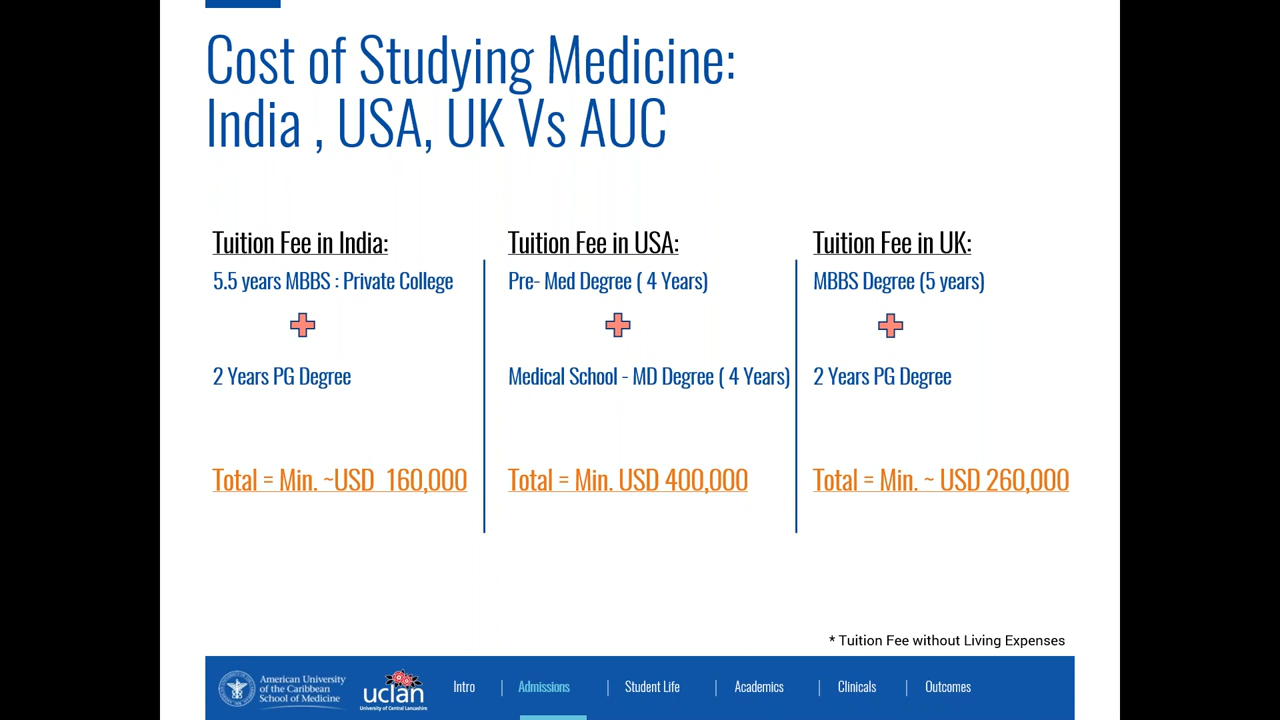 Cost of Studying Medicine:
India , USA, UK Vs AUC
Tuition Fee in India:
5.5 years MBBS : Private College
2 Years PG Degree
Total = Min. ~USD 160,000
Tuition Fee in USA:
Pre- Med Degree ( 4 Years)
Medical School - MD Degree ( 4 Years)
Total = Min. USD 400,000
Tuition Fee in UK:
MBBS Degree (5 years)
2 Years PG Degree
Total = Min. ~ USD 260,000
* Tuition Fee without Living Expenses
American University
of the Caribbean
School of Medicine
uclan
University of Central Lancashire
Intro | Admissions | Student Life | Academics | Clinicals | Outcomes